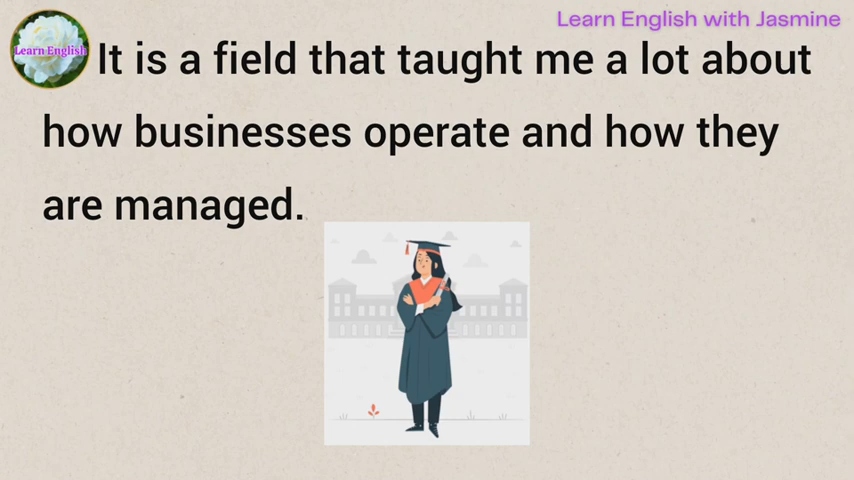 Learn English with Jasmine
Learn English
It is a field that taught me a lot about
how businesses operate and how they
are managed.